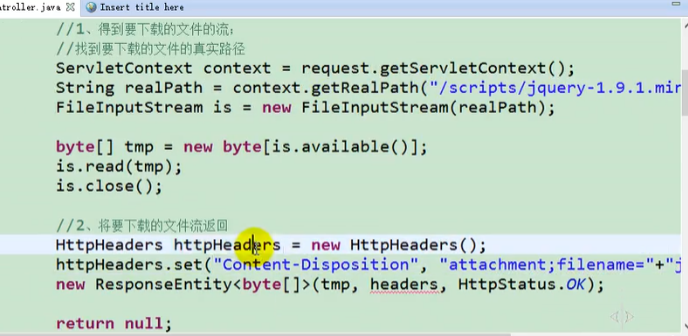 ntroller.java Insert title here
//1、得到要下载的文件的流;
//找到要下载的文件的真实路径
ServletContext context = request.getServletContext();
String realPath = context.getRealPath("/scripts/jquery-1.9.1.min
FileInputStream is = new FileInputStream(realPath);
byte[] tmp = new byte[is.available()];
is.read(tmp);
is.close();
//2、将要下载的文件流返回
HttpHeaders httpHeaders = new HttpHeaders();
httpHeaders.set("Content-Disposition", "attachment;filename="+"j
new ResponseEntity<byte[]>(tmp, headers, HttpStatus.OK);
return null;